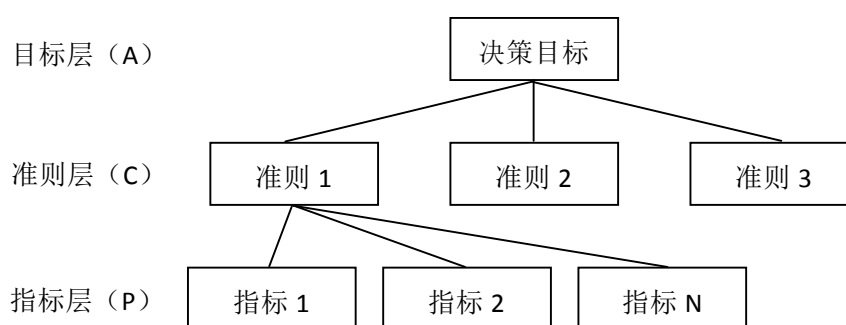 目标层（A）
决策目标
准则层（C）
准则 1
准则 2
准则 3
指标层（P）
指标 1
指标 2
指标 N